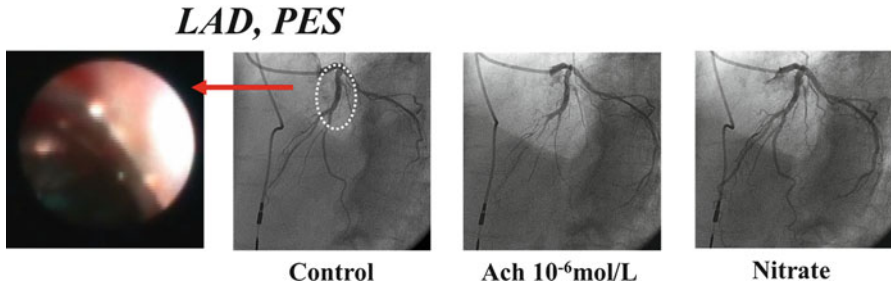 LAD, PES
Control
Ach 10⁻⁶mol/L
Nitrate